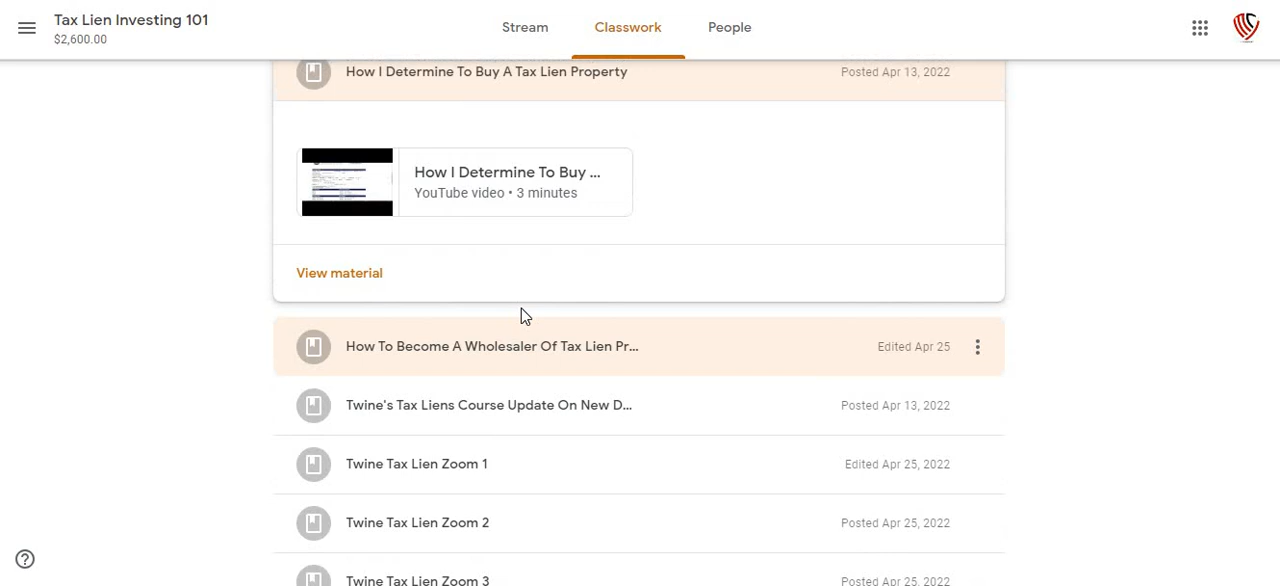 Tax Lien Investing 101
$2,600.00
Stream
Classwork
People
How I Determine To Buy A Tax Lien Property
Posted Apr 13, 2022
How I Determine To Buy ...
YouTube video • 3 minutes
View material
How To Become A Wholesaler Of Tax Lien Pr...
Edited Apr 25
Twine's Tax Liens Course Update On New D...
Posted Apr 13, 2022
Twine Tax Lien Zoom 1
Edited Apr 25, 2022
Twine Tax Lien Zoom 2
Posted Apr 25, 2022
Twine Tax Lien Zoom 3
Posted Apr 25, 2022